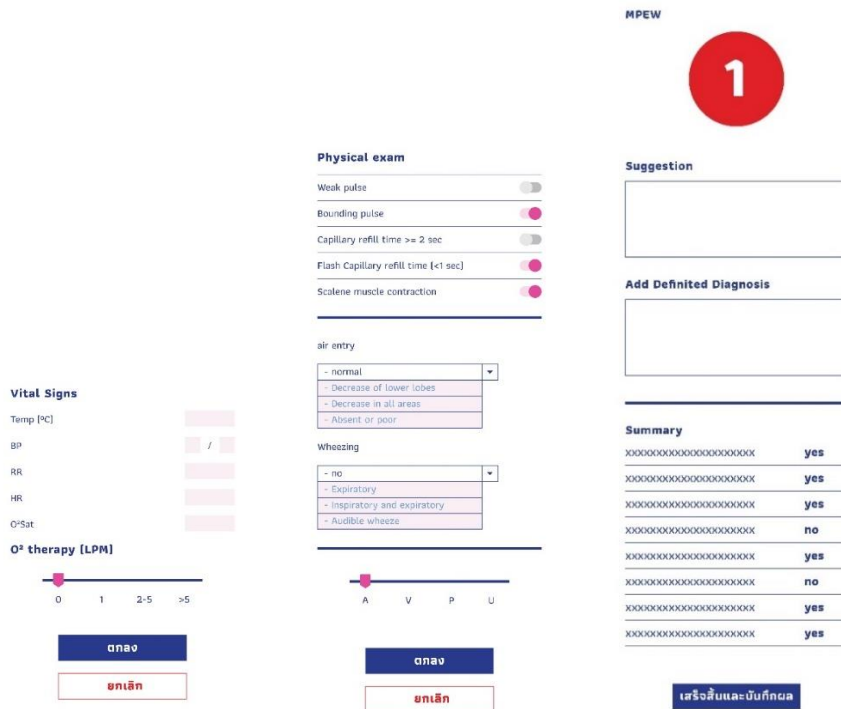 Vital Signs
Temp [ºC]
BP /
RR
HR
O²Sat
O² therapy [LPM]
0 1 2-5 >5
ตกลง
ยกเลิก
Physical exam
Weak pulse
Bounding pulse
Capillary refill time >= 2 sec
Flash Capillary refill time [<1 sec]
Scalene muscle contraction
air entry
- normal
- Decrease of lower lobes
- Decrease in all areas
- Absent or poor
Wheezing
- no
- Expiratory
- Inspiratory and expiratory
- Audible wheeze
A V P U
ตกลง
ยกเลิก
MPEW
1
Suggestion
Add Definited Diagnosis
Summary
xxxxxxxxxxxxxxxxxxxxx yes
xxxxxxxxxxxxxxxxxxxxx yes
xxxxxxxxxxxxxxxxxxxxx yes
xxxxxxxxxxxxxxxxxxxxx no
xxxxxxxxxxxxxxxxxxxxx yes
xxxxxxxxxxxxxxxxxxxxx no
xxxxxxxxxxxxxxxxxxxxx yes
xxxxxxxxxxxxxxxxxxxxx yes
เสร็จสิ้นและบันทึกผล